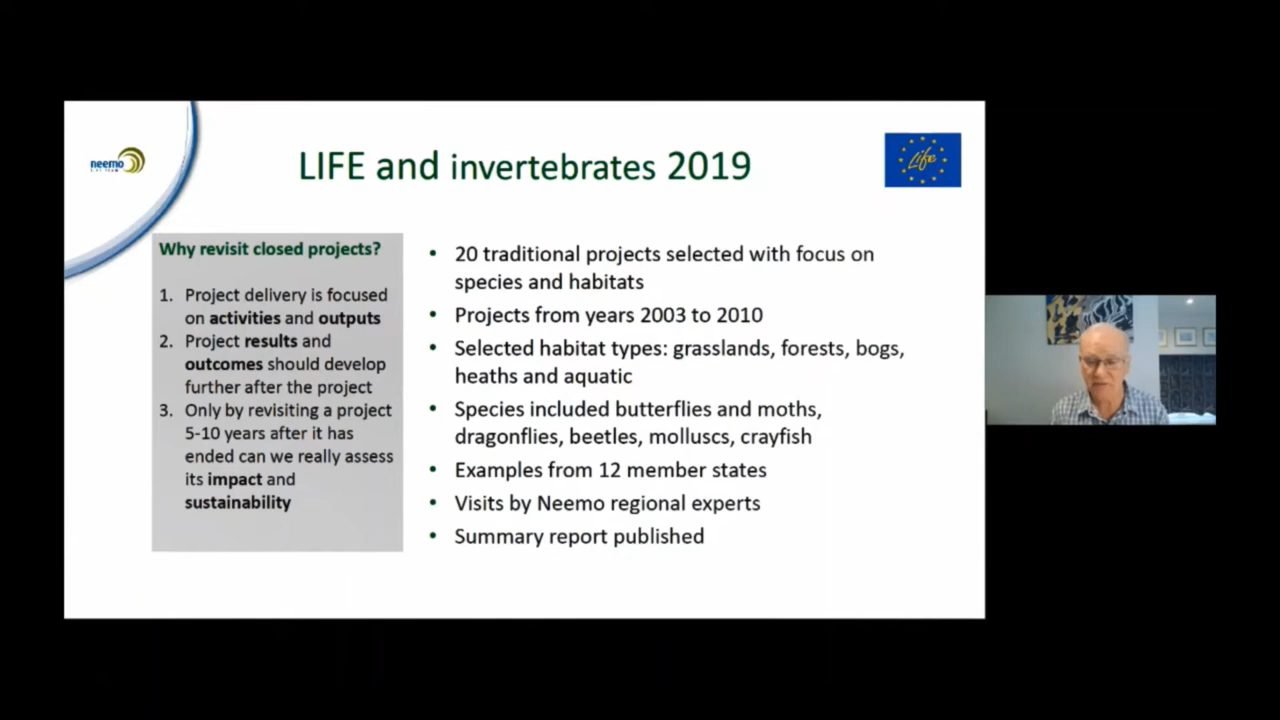 neemo
LIFE and invertebrates 2019
Life
Why revisit closed projects?
1. Project delivery is focused
on activities and outputs
2. Project results and
outcomes should develop
further after the project
3. Only by revisiting a project
5-10 years after it has
ended can we really assess
its impact and
sustainability
• 20 traditional projects selected with focus on
species and habitats
• Projects from years 2003 to 2010
• Selected habitat types: grasslands, forests, bogs,
heaths and aquatic
• Species included butterflies and moths,
dragonflies, beetles, molluscs, crayfish
• Examples from 12 member states
• Visits by Neemo regional experts
• Summary report published